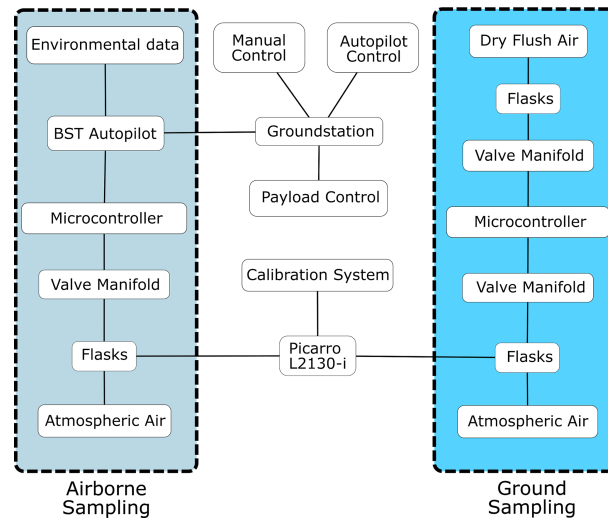 Environmental data
BST Autopilot
Microcontroller
Valve Manifold
Flasks
Atmospheric Air
Airborne
Sampling
Manual
Control
Autopilot
Control
Groundstation
Payload Control
Calibration System
Picarro
L2130-i
Dry Flush Air
Flasks
Valve Manifold
Microcontroller
Valve Manifold
Flasks
Atmospheric Air
Ground
Sampling